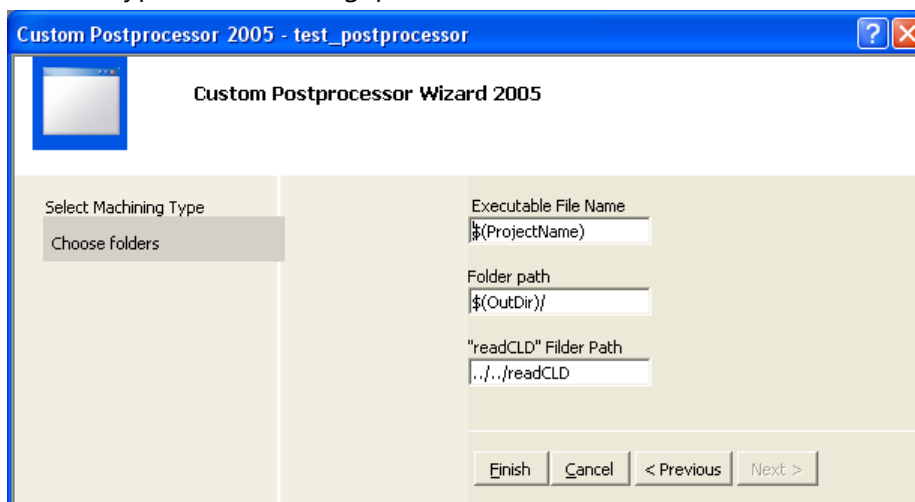 Custom Postprocessor 2005 - test_postprocessor
Custom Postprocessor Wizard 2005
Select Machining Type
Choose folders
Executable File Name
$(ProjectName)
Folder path
$(OutDir)/
"readCLD" Filder Path
../../readCLD
Finish
Cancel
< Previous
Next >